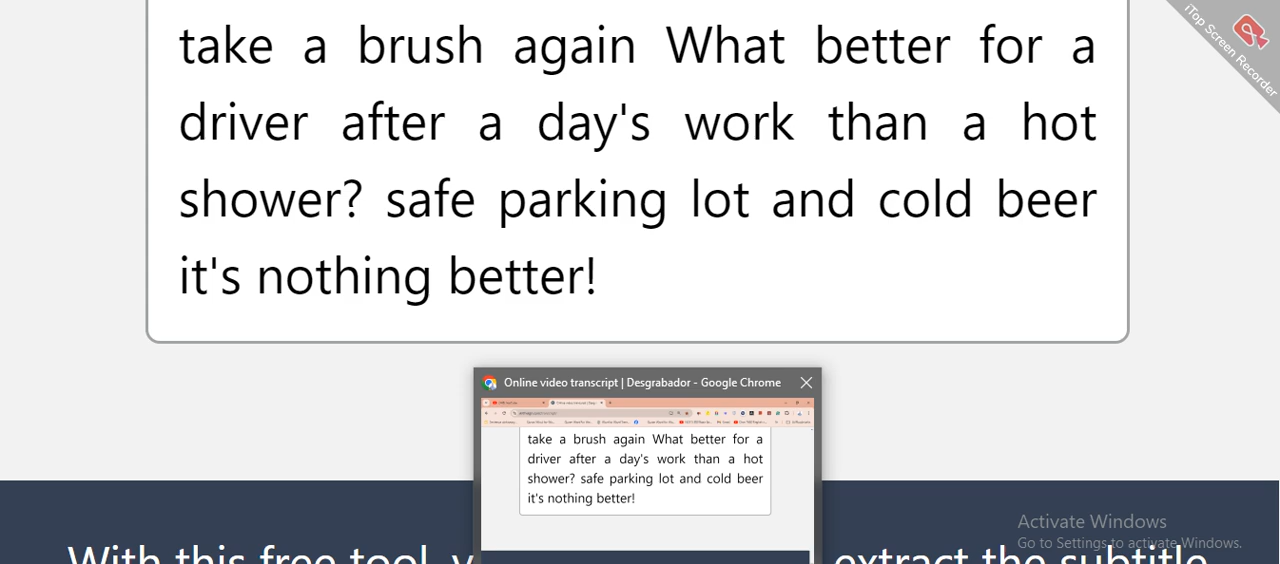 take a brush again What better for a
driver after a day's work than a hot
shower? safe parking lot and cold beer
it's nothing better!
iTop Screen Recorder
Online video transcript | Desgrabador - Google Chrome
take a brush again What better for a
driver after a day's work than a hot
shower? safe parking lot and cold beer
it's nothing better!
Activate Windows
Go to Settings to activate Windows.
With this free tool, y
extract the subtitle